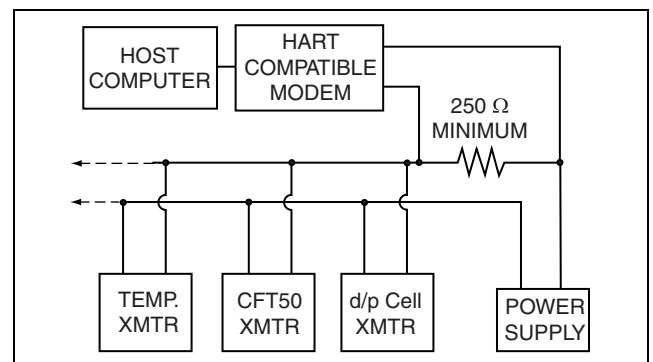 HOST
COMPUTER
HART
COMPATIBLE
MODEM
250 Ω
MINIMUM
TEMP.
XMTR
CFT50
XMTR
d/p Cell
XMTR
POWER
SUPPLY